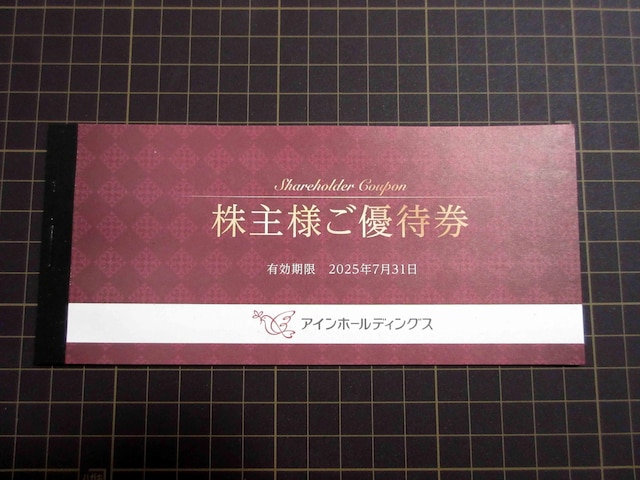 Shareholder Coupon
株主様ご優待券
有効期限 2025年7月31日
アインホールディングス